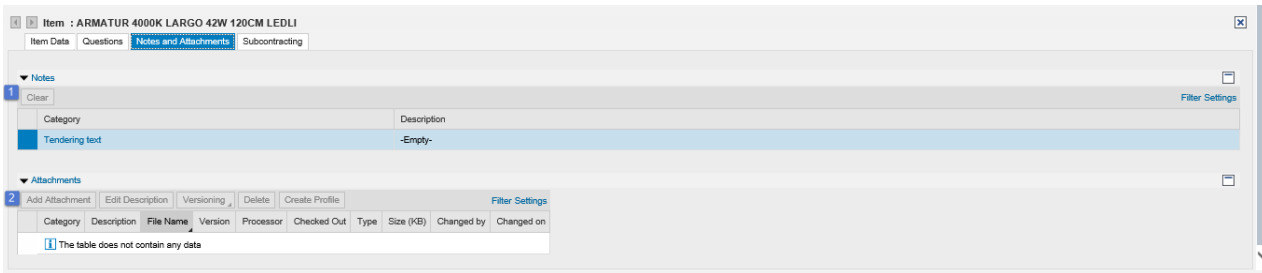 Item : ARMATUR 4000K LARGO 42W 120CM LEDLI
Item Data Questions Notes and Attachments Subcontracting
Notes
1
Clear Filter Settings
Category Description
Tendering text -Empty-
Attachments
2
Add Attachment Edit Description Versioning Delete Create Profile Filter Settings
Category Description File Name Version Processor Checked Out Type Size (KB) Changed by Changed on
The table does not contain any data